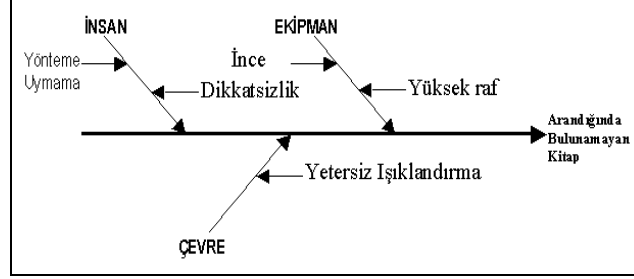 İNSAN
EKİPMAN
Yönteme
Uymama
İnce
Dikkatsizlik
Yüksek raf
Arandığında
Bulunamayan
Kitap
Yetersiz Işıklandırma
ÇEVRE